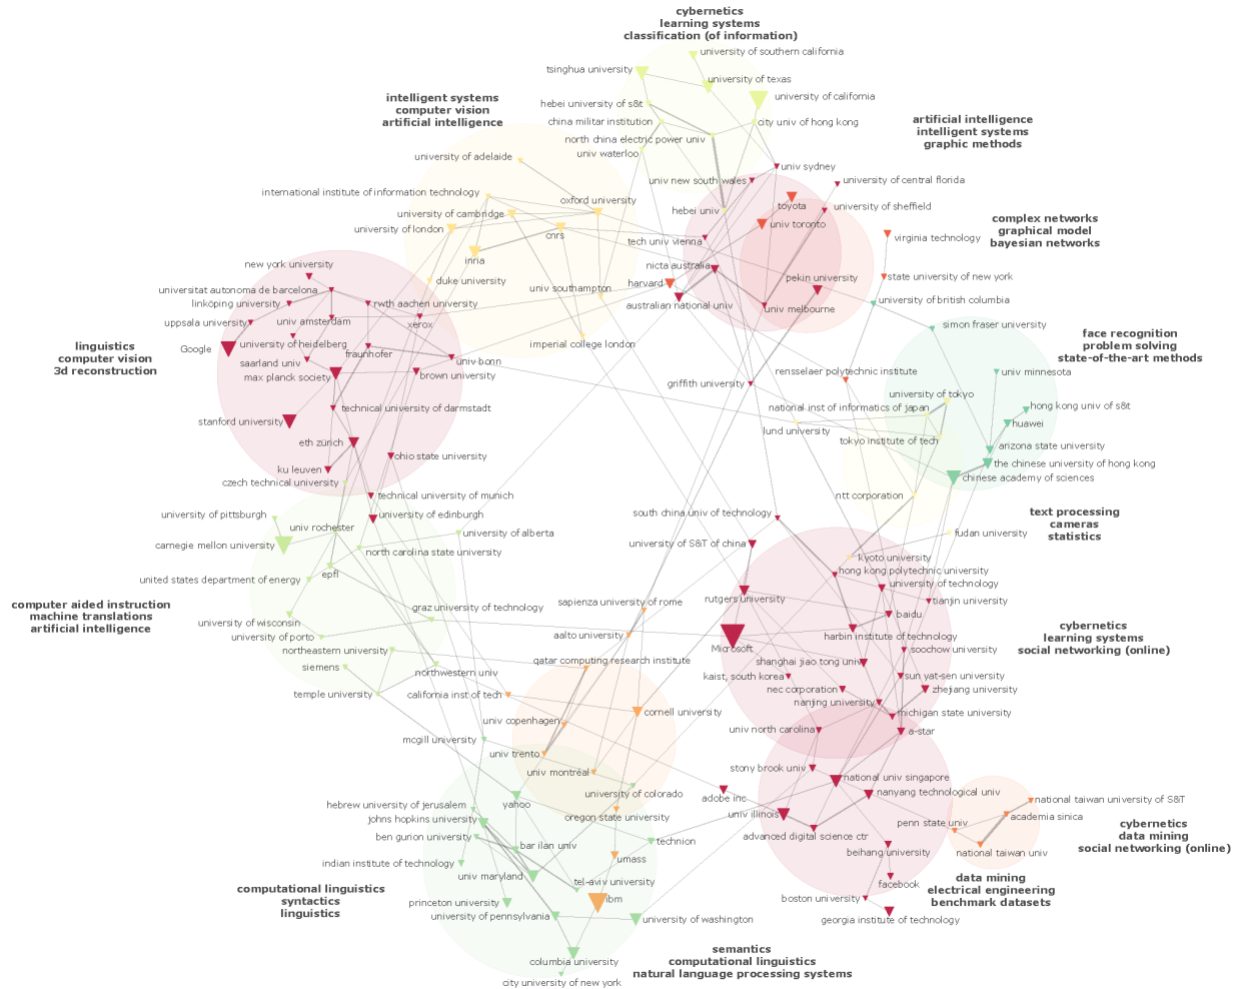 cybernetics
learning systems
classification (of information)
university of southern california
tsinghua university
university of texas
intelligent systems
computer vision
artificial intelligence
university of california
hebei university of s&t
china militar institution
city univ of hong kong
artificial intelligence
intelligent systems
graphic methods
north china electric power univ
univ waterloo
university of adelaide
univ sydney
univ new south wales
university of central florida
international institute of information technology
oxford university
toyota
university of cambridge
hebei univ
university of sheffield
complex networks
graphical model
bayesian networks
university of london
cnrs
univ toronto
tech univ vienna
virginia technology
inria
nicta australia
new york university
duke university
pekin university
state university of new york
universitat autonoma de barcelona
univ southampton
harvard
linköping university
rwth aachen university
australian national univ
univ melbourne
university of british columbia
uppsala university
univ amsterdam
xerox
simon fraser university
university of heidelberg
imperial college london
face recognition
problem solving
state-of-the-art methods
linguistics
computer vision
3d reconstruction
Google
fraunhofer
saarland univ
univ-bonn
max planck society
brown university
griffith university
rensselaer polytechnic institute
univ minnesota
university of tokyo
technical university of darmstadt
national inst of informatics of japan
hong kong univ of s&t
stanford university
lund university
huawei
eth zürich
tokyo institute of tech
arizona state university
ohio state university
ku leuven
the chinese university of hong kong
czech technical university
chinese academy of sciences
technical university of munich
ntt corporation
university of pittsburgh
univ rochester
university of edinburgh
south china univ of technology
text processing
cameras
statistics
carnegie mellon university
university of alberta
north carolina state university
university of S&T of china
fudan university
kyoto university
epfl
hong kong polytechnic university
united states department of energy
university of technology
computer aided instruction
machine translations
artificial intelligence
rutgers university
tianjin university
graz university of technology
sapienza university of rome
baidu
university of wisconsin
aalto university
harbin institute of technology
cybernetics
learning systems
social networking (online)
university of porto
Microsoft
northeastern university
soochow university
siemens
qatar computing research institute
shanghai jiao tong univ
northwestern univ
kaist, south korea
sun yat-sen university
temple university
california inst of tech
nec corporation
zhejiang university
nanjing university
univ copenhagen
cornell university
michigan state university
mcgill university
univ north carolina
a-star
univ trento
univ montréal
stony brook univ
national univ singapore
university of colorado
adobe inc
nanyang technological univ
hebrew university of jerusalem
yahoo
national taiwan university of S&T
johns hopkins university
oregon state university
univ illinois
academia sinica
cybernetics
data mining
social networking (online)
ben gurion university
bar ilan univ
technion
advanced digital science ctr
penn state univ
indian institute of technology
umass
beihang university
national taiwan univ
univ maryland
tel-aviv university
facebook
data mining
electrical engineering
benchmark datasets
computational linguistics
syntactics
linguistics
princeton university
ibm
boston university
university of pennsylvania
university of washington
georgia institute of technology
semantics
computational linguistics
natural language processing systems
columbia university
city university of new york